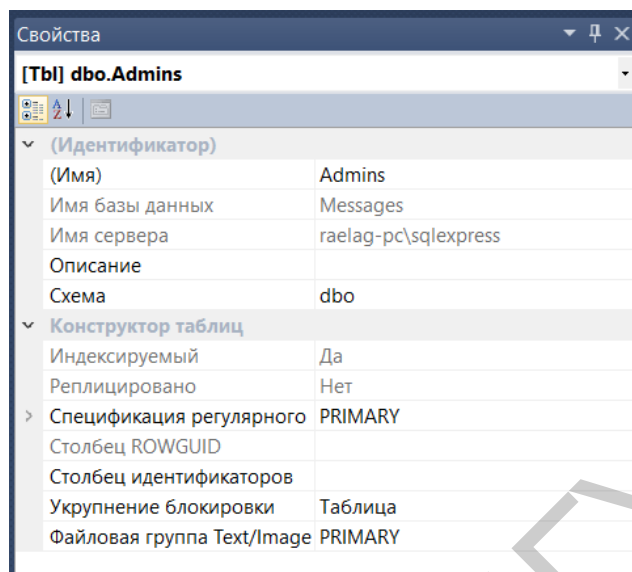 Свойства
[Tbl] dbo.Admins
(Идентификатор)
(Имя) Admins
Имя базы данных Messages
Имя сервера raelag-pc\sqlexpress
Описание
Схема dbo
Конструктор таблиц
Индексируемый Да
Реплицировано Нет
Спецификация регулярного PRIMARY
Столбец ROWGUID
Столбец идентификаторов
Укрупнение блокировки Таблица
Файловая группа Text/Image PRIMARY